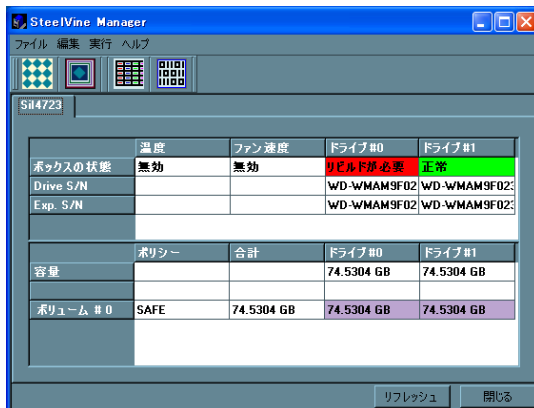 SteelVine Manager
ファイル 編集 実行 ヘルプ
SiI4723
温度 ファン速度 ドライブ#0 ドライブ#1
ボックスの状態 無効 無効 リビルドが必要 正常
Drive S/N WD-WMAM9F02 WD-WMAM9F02
Exp. S/N WD-WMAM9F02 WD-WMAM9F02
ポリシー 合計 ドライブ#0 ドライブ#1
容量 74.5304 GB 74.5304 GB
ボリューム #0 SAFE 74.5304 GB 74.5304 GB 74.5304 GB
リフレッシュ 閉じる